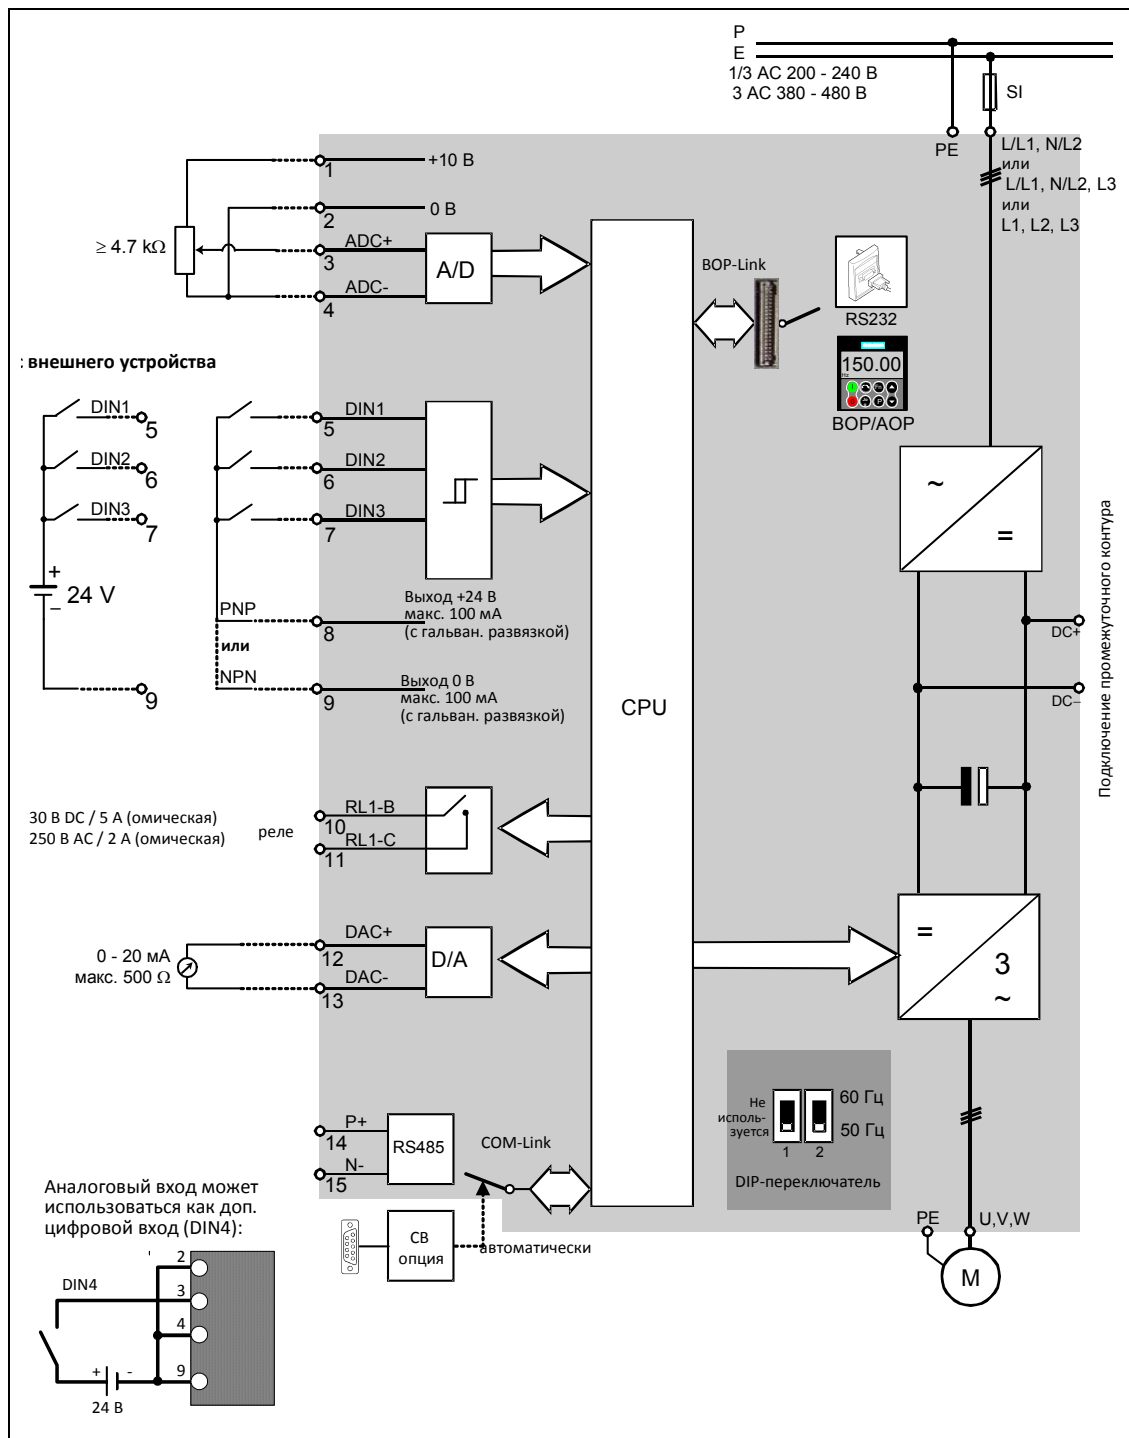 P
E
1/3 AC 200 - 240 В
3 AC 380 - 480 В
SI
PE
L/L1, N/L2
или
L/L1, N/L2, L3
или
L1, L2, L3
1
+10 В
2
0 В
≥ 4.7 kΩ
ADC+
3
ADC-
4
A/D
BOP-Link
RS232
150.00
Hz
BOP/AOP
: внешнего устройства
DIN1
5
DIN2
6
DIN3
7
+
24 V
−
9
DIN1
5
DIN2
6
DIN3
7
PNP
8
Выход +24 В
макс. 100 мА
(с гальван. развязкой)
или
NPN
9
Выход 0 В
макс. 100 мА
(с гальван. развязкой)
CPU
~
=
DC+
DC−
Подключение промежуточного контура
30 В DC / 5 А (омическая)
250 В AC / 2 А (омическая)
реле
RL1-B
10
RL1-C
11
0 - 20 мА
макс. 500 Ω
DAC+
12
DAC-
13
D/A
=
3
~
P+
14
N-
15
RS485
COM-Link
Не
исполь-
зуется
60 Гц
50 Гц
1
2
DIP-переключатель
CB
опция
автоматически
PE
U,V,W
M
Аналоговый вход может
использоваться как доп.
цифровой вход (DIN4):
DIN4
2
3
4
9
+
-
24 В